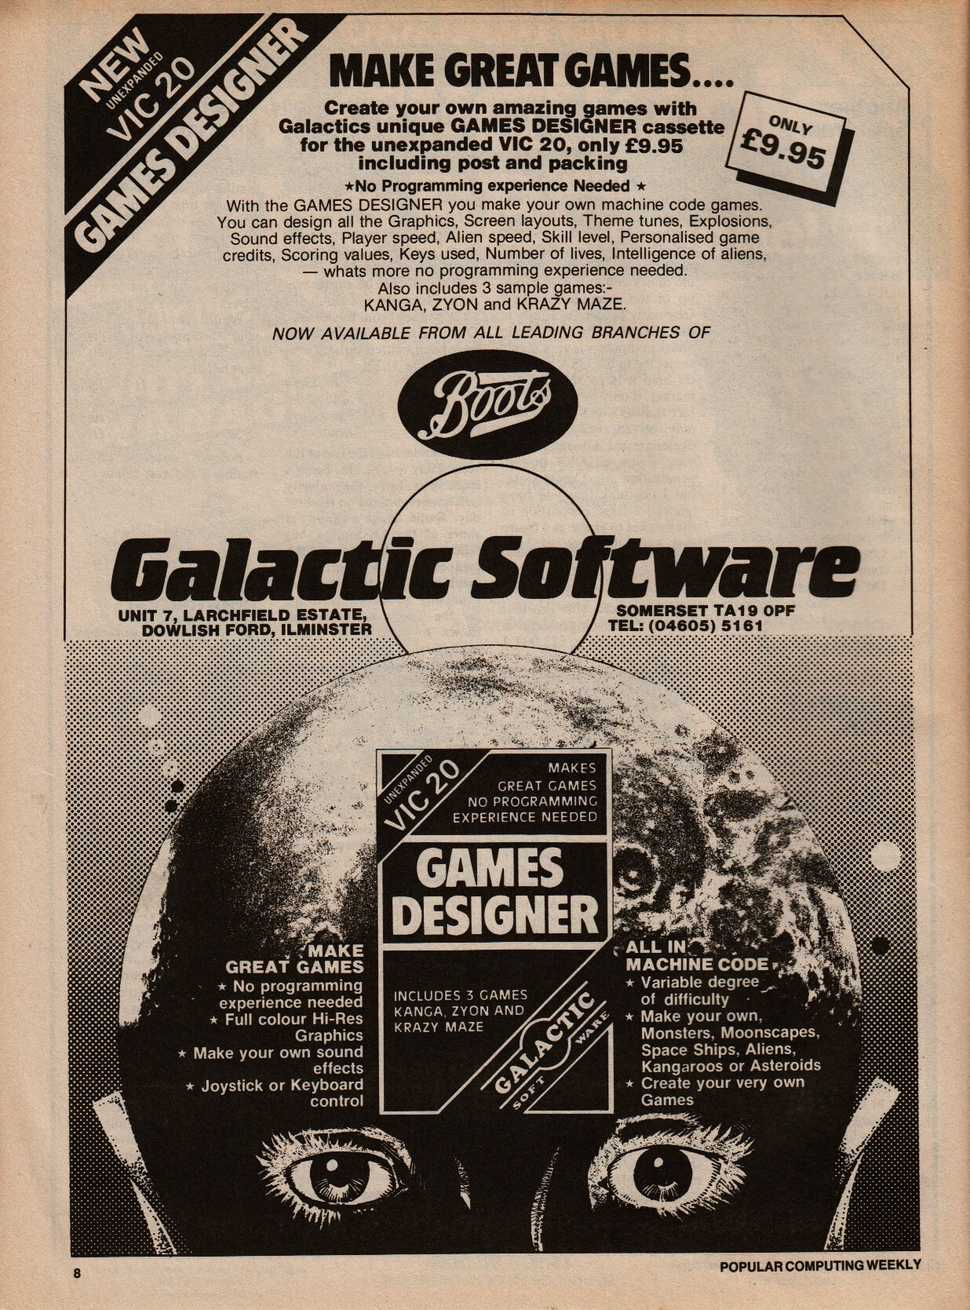 NEW
UNEXPANDED
VIC 20
GAMES DESIGNER
MAKE GREAT GAMES....
Create your own amazing games with
Galactics unique GAMES DESIGNER cassette
for the unexpanded VIC 20, only £9.95
including post and packing
ONLY
£9.95
★No Programming experience Needed ★
With the GAMES DESIGNER you make your own machine code games.
You can design all the Graphics, Screen layouts, Theme tunes, Explosions,
Sound effects, Player speed, Alien speed, Skill level, Personalised game
credits, Scoring values, Keys used, Number of lives, Intelligence of aliens,
— whats more no programming experience needed.
Also includes 3 sample games:-
KANGA, ZYON and KRAZY MAZE.
NOW AVAILABLE FROM ALL LEADING BRANCHES OF
Boots
Galactic Software
UNIT 7, LARCHFIELD ESTATE,
DOWLISH FORD, ILMINSTER
SOMERSET TA19 0PF
TEL: (04605) 5161
UNEXPANDED
VIC 20
MAKES
GREAT GAMES
NO PROGRAMMING
EXPERIENCE NEEDED
GAMES
DESIGNER
INCLUDES 3 GAMES
KANGA, ZYON AND
KRAZY MAZE
GALACTIC
SOFT WARE
MAKE
GREAT GAMES
★ No programming
experience needed
★ Full colour Hi-Res
Graphics
★ Make your own sound
effects
★ Joystick or Keyboard
control
ALL IN
MACHINE CODE
★ Variable degree
of difficulty
★ Make your own,
Monsters, Moonscapes,
Space Ships, Aliens,
Kangaroos or Asteroids
★ Create your very own
Games
8
POPULAR COMPUTING WEEKLY